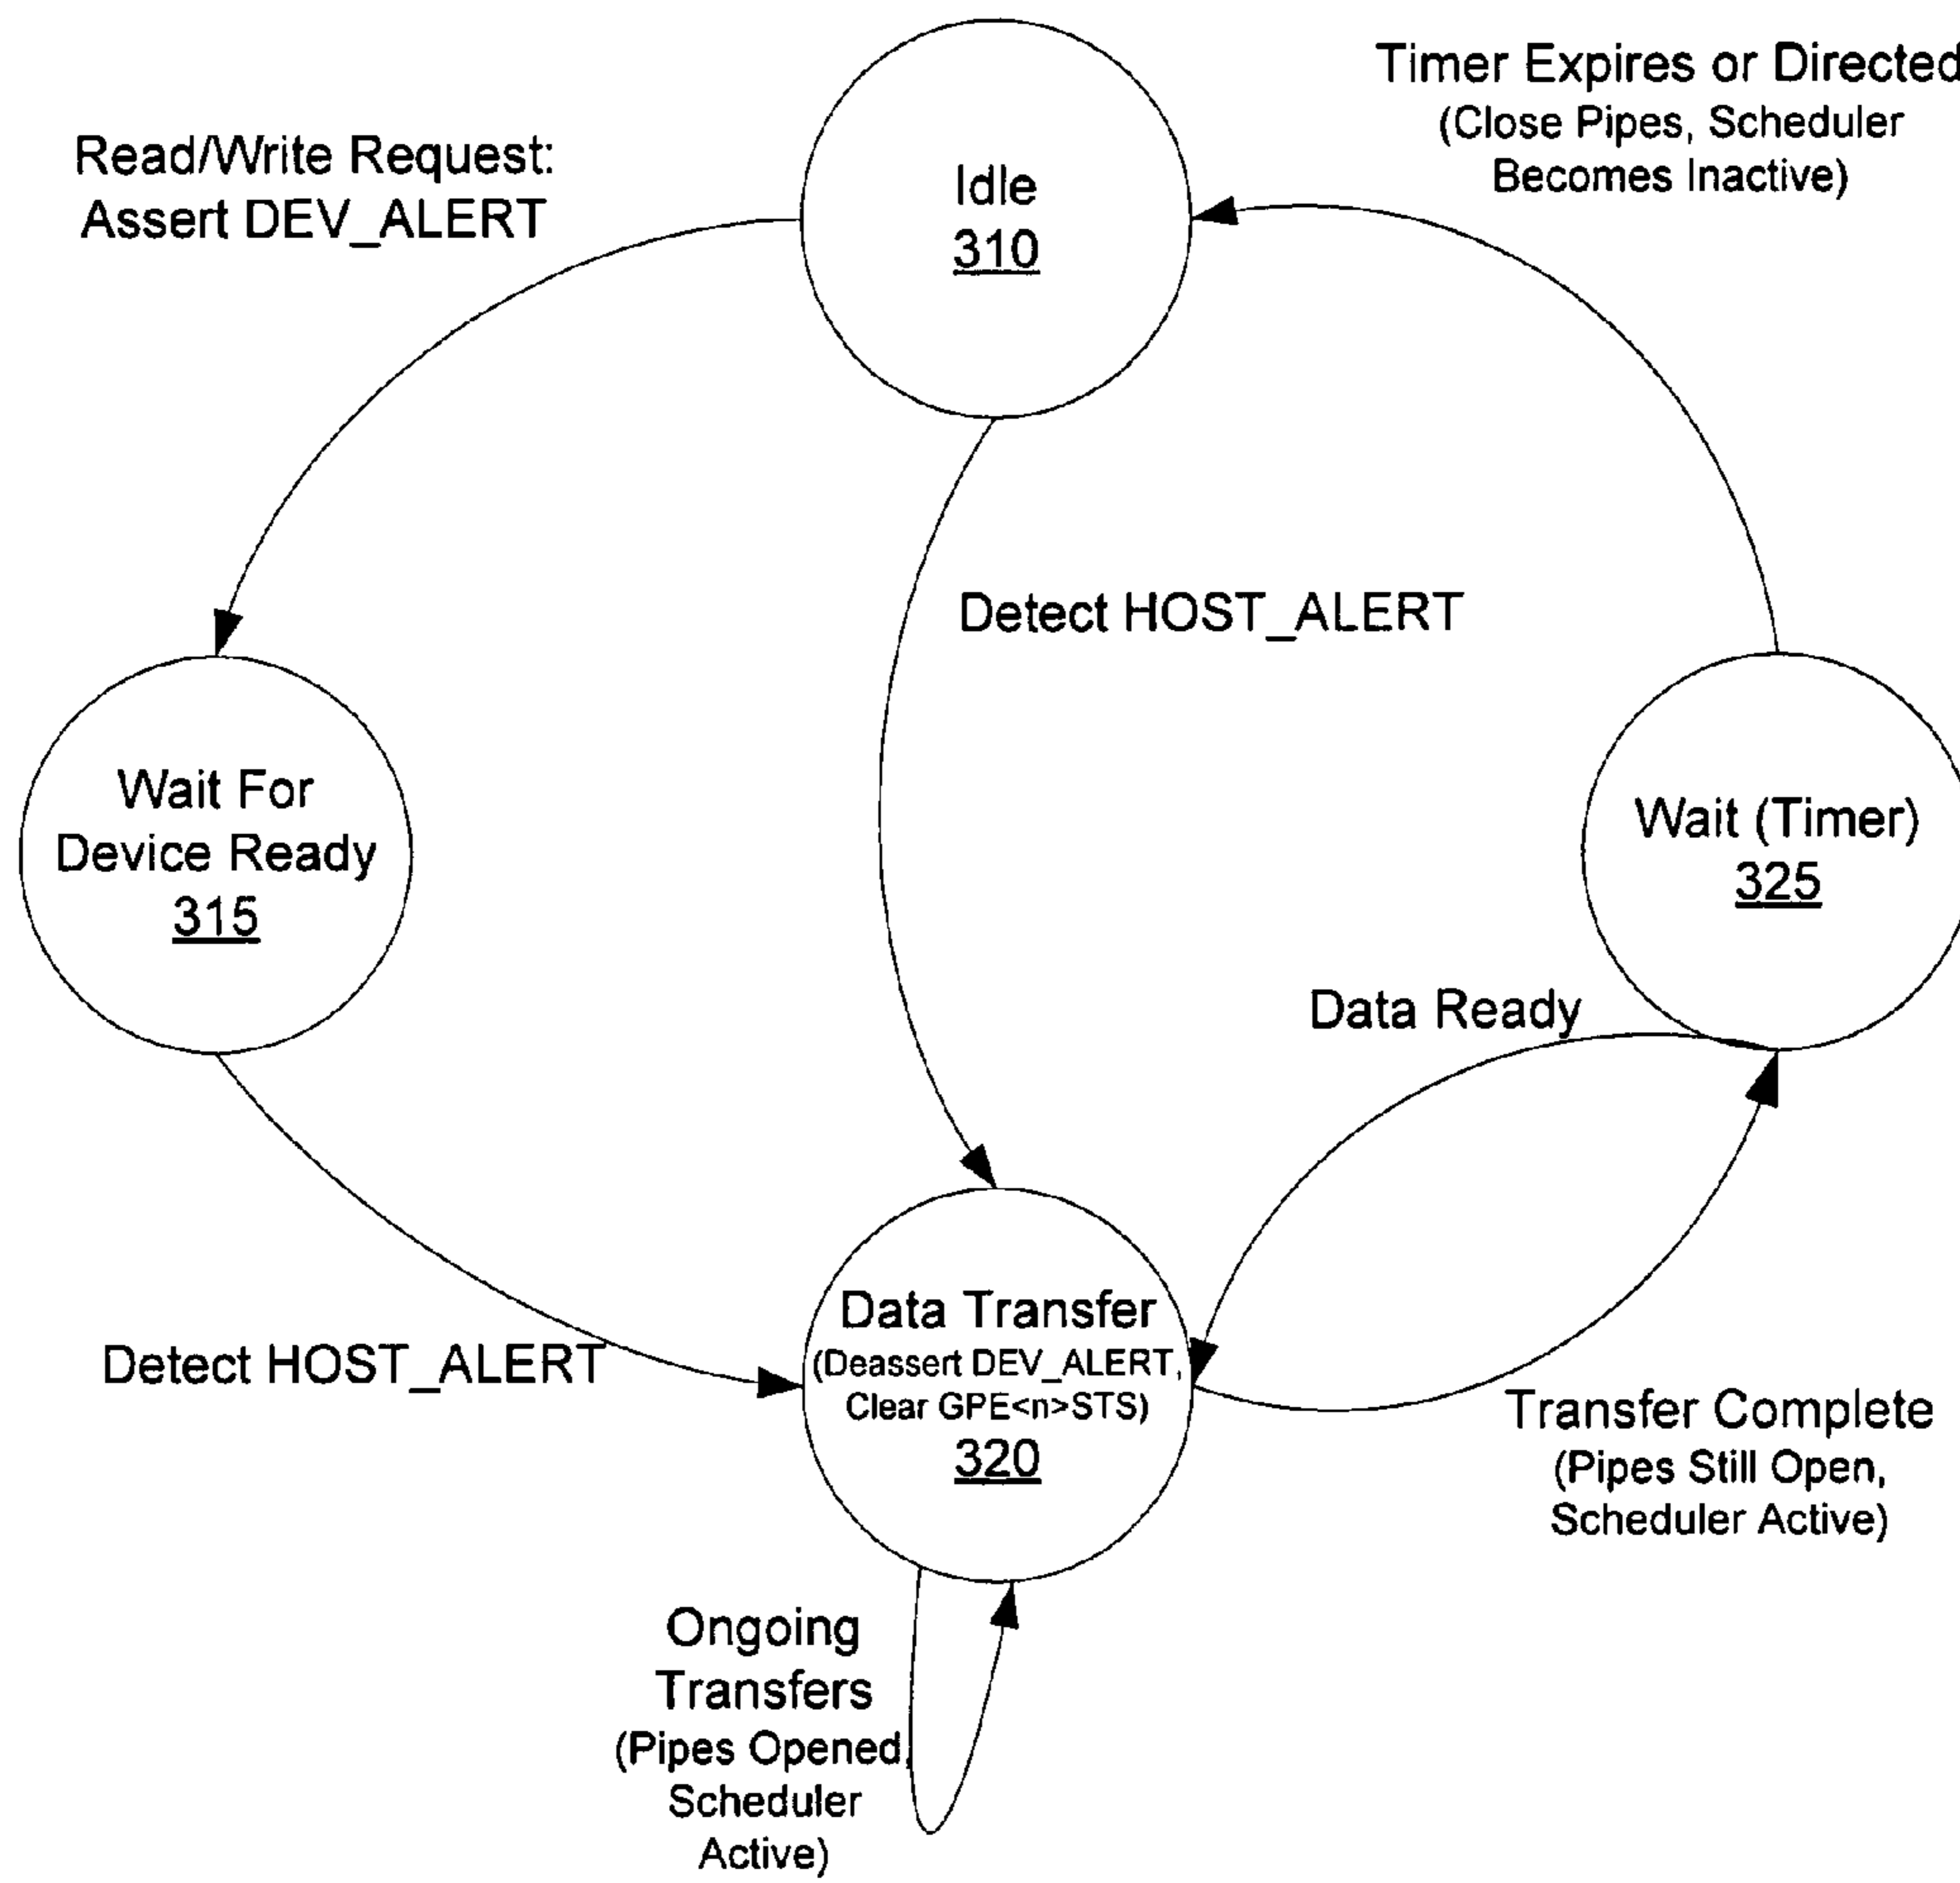 Timer Expires or Directed
(Close Pipes, Scheduler
Becomes Inactive)
Read/Write Request:
Assert DEV_ALERT
Idle
310
Detect HOST_ALERT
Wait For
Device Ready
315
Wait (Timer)
325
Data Ready
Detect HOST_ALERT
Data Transfer
(Deassert DEV_ALERT,
Clear GPE<n>STS)
320
Transfer Complete
(Pipes Still Open,
Scheduler Active)
Ongoing
Transfers
(Pipes Opened,
Scheduler
Active)